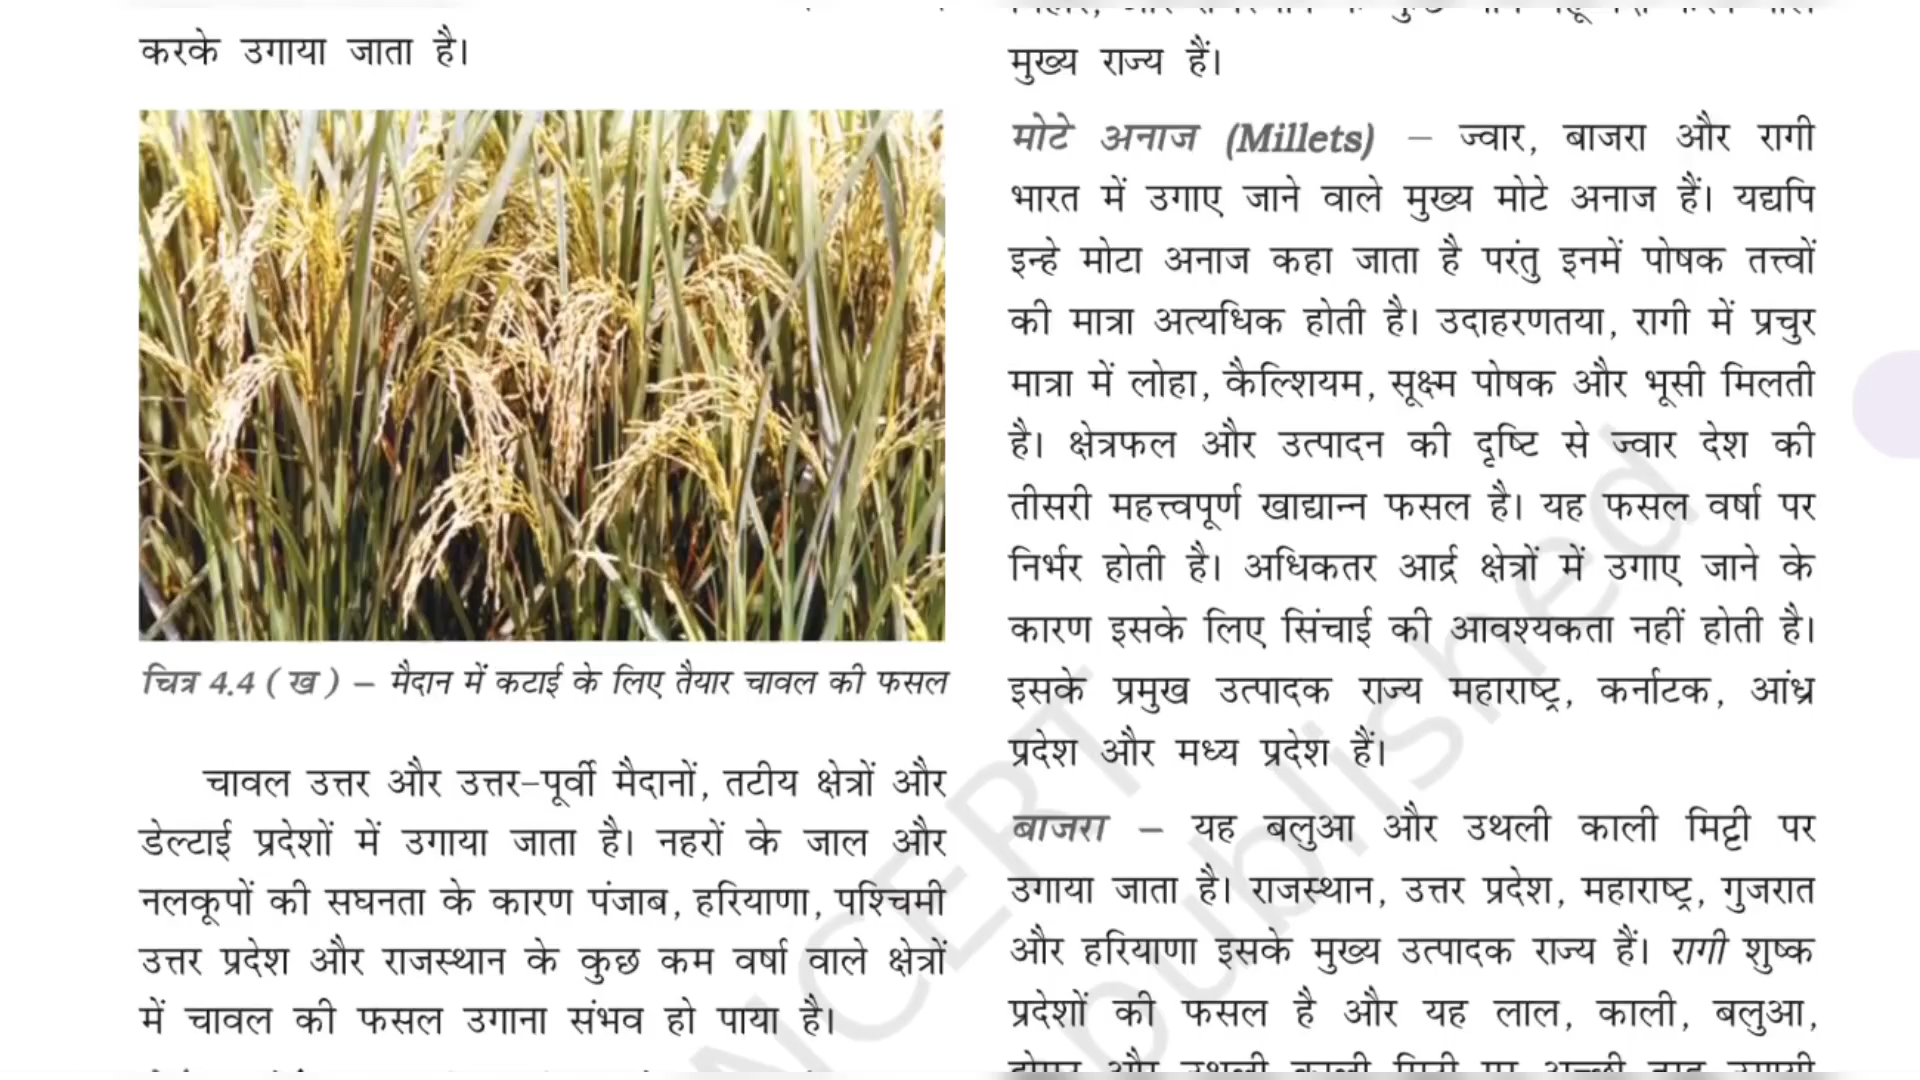 करके उगाया जाता है।
चित्र 4.4 ( ख ) – मैदान में कटाई के लिए तैयार चावल की फसल
चावल उत्तर और उत्तर-पूर्वी मैदानों, तटीय क्षेत्रों और
डेल्टाई प्रदेशों में उगाया जाता है। नहरों के जाल और
नलकूपों की सघनता के कारण पंजाब, हरियाणा, पश्चिमी
उत्तर प्रदेश और राजस्थान के कुछ कम वर्षा वाले क्षेत्रों
में चावल की फसल उगाना संभव हो पाया है।
मुख्य राज्य हैं।
मोटे अनाज (Millets) – ज्वार, बाजरा और रागी
भारत में उगाए जाने वाले मुख्य मोटे अनाज हैं। यद्यपि
इन्हे मोटा अनाज कहा जाता है परंतु इनमें पोषक तत्त्वों
की मात्रा अत्यधिक होती है। उदाहरणतया, रागी में प्रचुर
मात्रा में लोहा, कैल्शियम, सूक्ष्म पोषक और भूसी मिलती
है। क्षेत्रफल और उत्पादन की दृष्टि से ज्वार देश की
तीसरी महत्त्वपूर्ण खाद्यान्न फसल है। यह फसल वर्षा पर
निर्भर होती है। अधिकतर आर्द्र क्षेत्रों में उगाए जाने के
कारण इसके लिए सिंचाई की आवश्यकता नहीं होती है।
इसके प्रमुख उत्पादक राज्य महाराष्ट्र, कर्नाटक, आंध्र
प्रदेश और मध्य प्रदेश हैं।
बाजरा – यह बलुआ और उथली काली मिट्टी पर
उगाया जाता है। राजस्थान, उत्तर प्रदेश, महाराष्ट्र, गुजरात
और हरियाणा इसके मुख्य उत्पादक राज्य हैं। रागी शुष्क
प्रदेशों की फसल है और यह लाल, काली, बलुआ,
NCERT
published